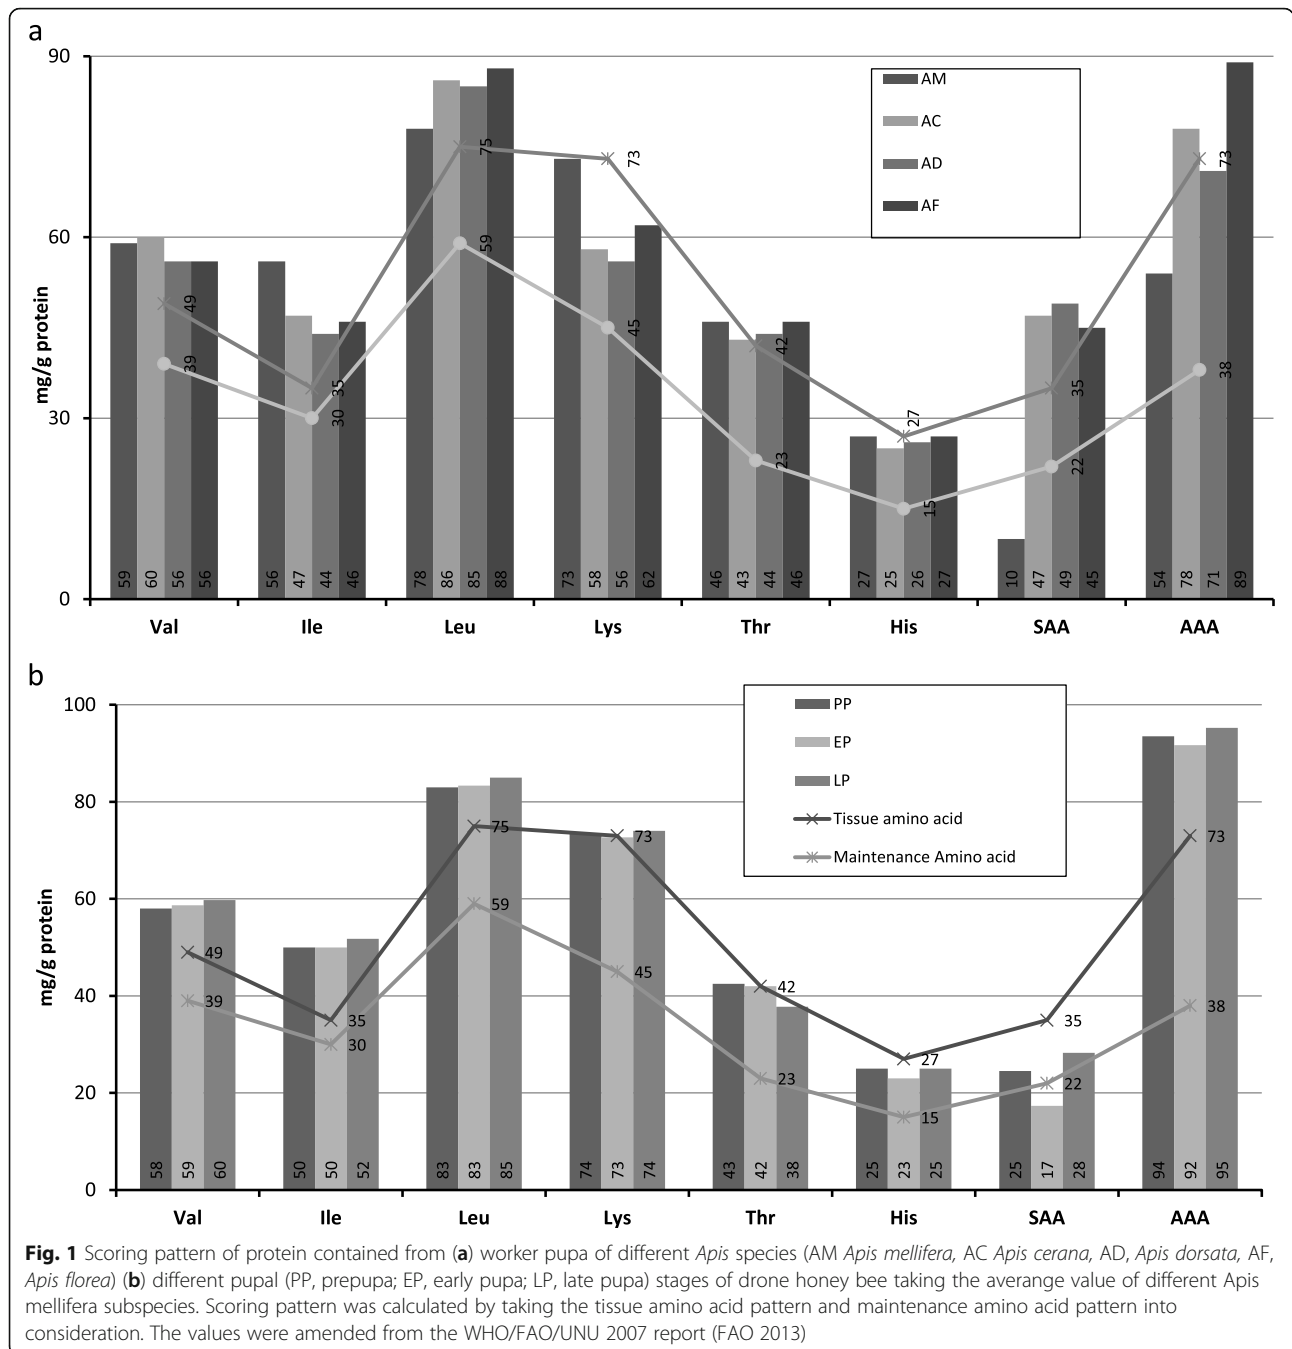 a
90
60
30
0
mg/g protein
AM
AC
AD
AF
75
73
73
59
49
45
42
39
38
35
35
30
27
23
22
15
59 60 56 56 56 47 44 46 78 86 85 88 73 58 56 62 46 43 44 46 27 25 26 27 10 47 49 45 54 78 71 89
Val Ile Leu Lys Thr His SAA AAA
b
100
80
60
40
20
0
mg/g protein
PP
EP
LP
Tissue amino acid
Maintenance Amino acid
75
73
73
59
49
45
42
39
38
35
35
30
27
23
22
15
58 59 60 50 50 52 83 83 85 74 73 74 43 42 38 25 23 25 25 17 28 94 92 95
Val Ile Leu Lys Thr His SAA AAA
Fig. 1 Scoring pattern of protein contained from (a) worker pupa of different Apis species (AM Apis mellifera, AC Apis cerana, AD, Apis dorsata, AF,
Apis florea) (b) different pupal (PP, prepupa; EP, early pupa; LP, late pupa) stages of drone honey bee taking the averrange value of different Apis
mellifera subspecies. Scoring pattern was calculated by taking the tissue amino acid pattern and maintenance amino acid pattern into
consideration. The values were amended from the WHO/FAO/UNU 2007 report (FAO 2013)